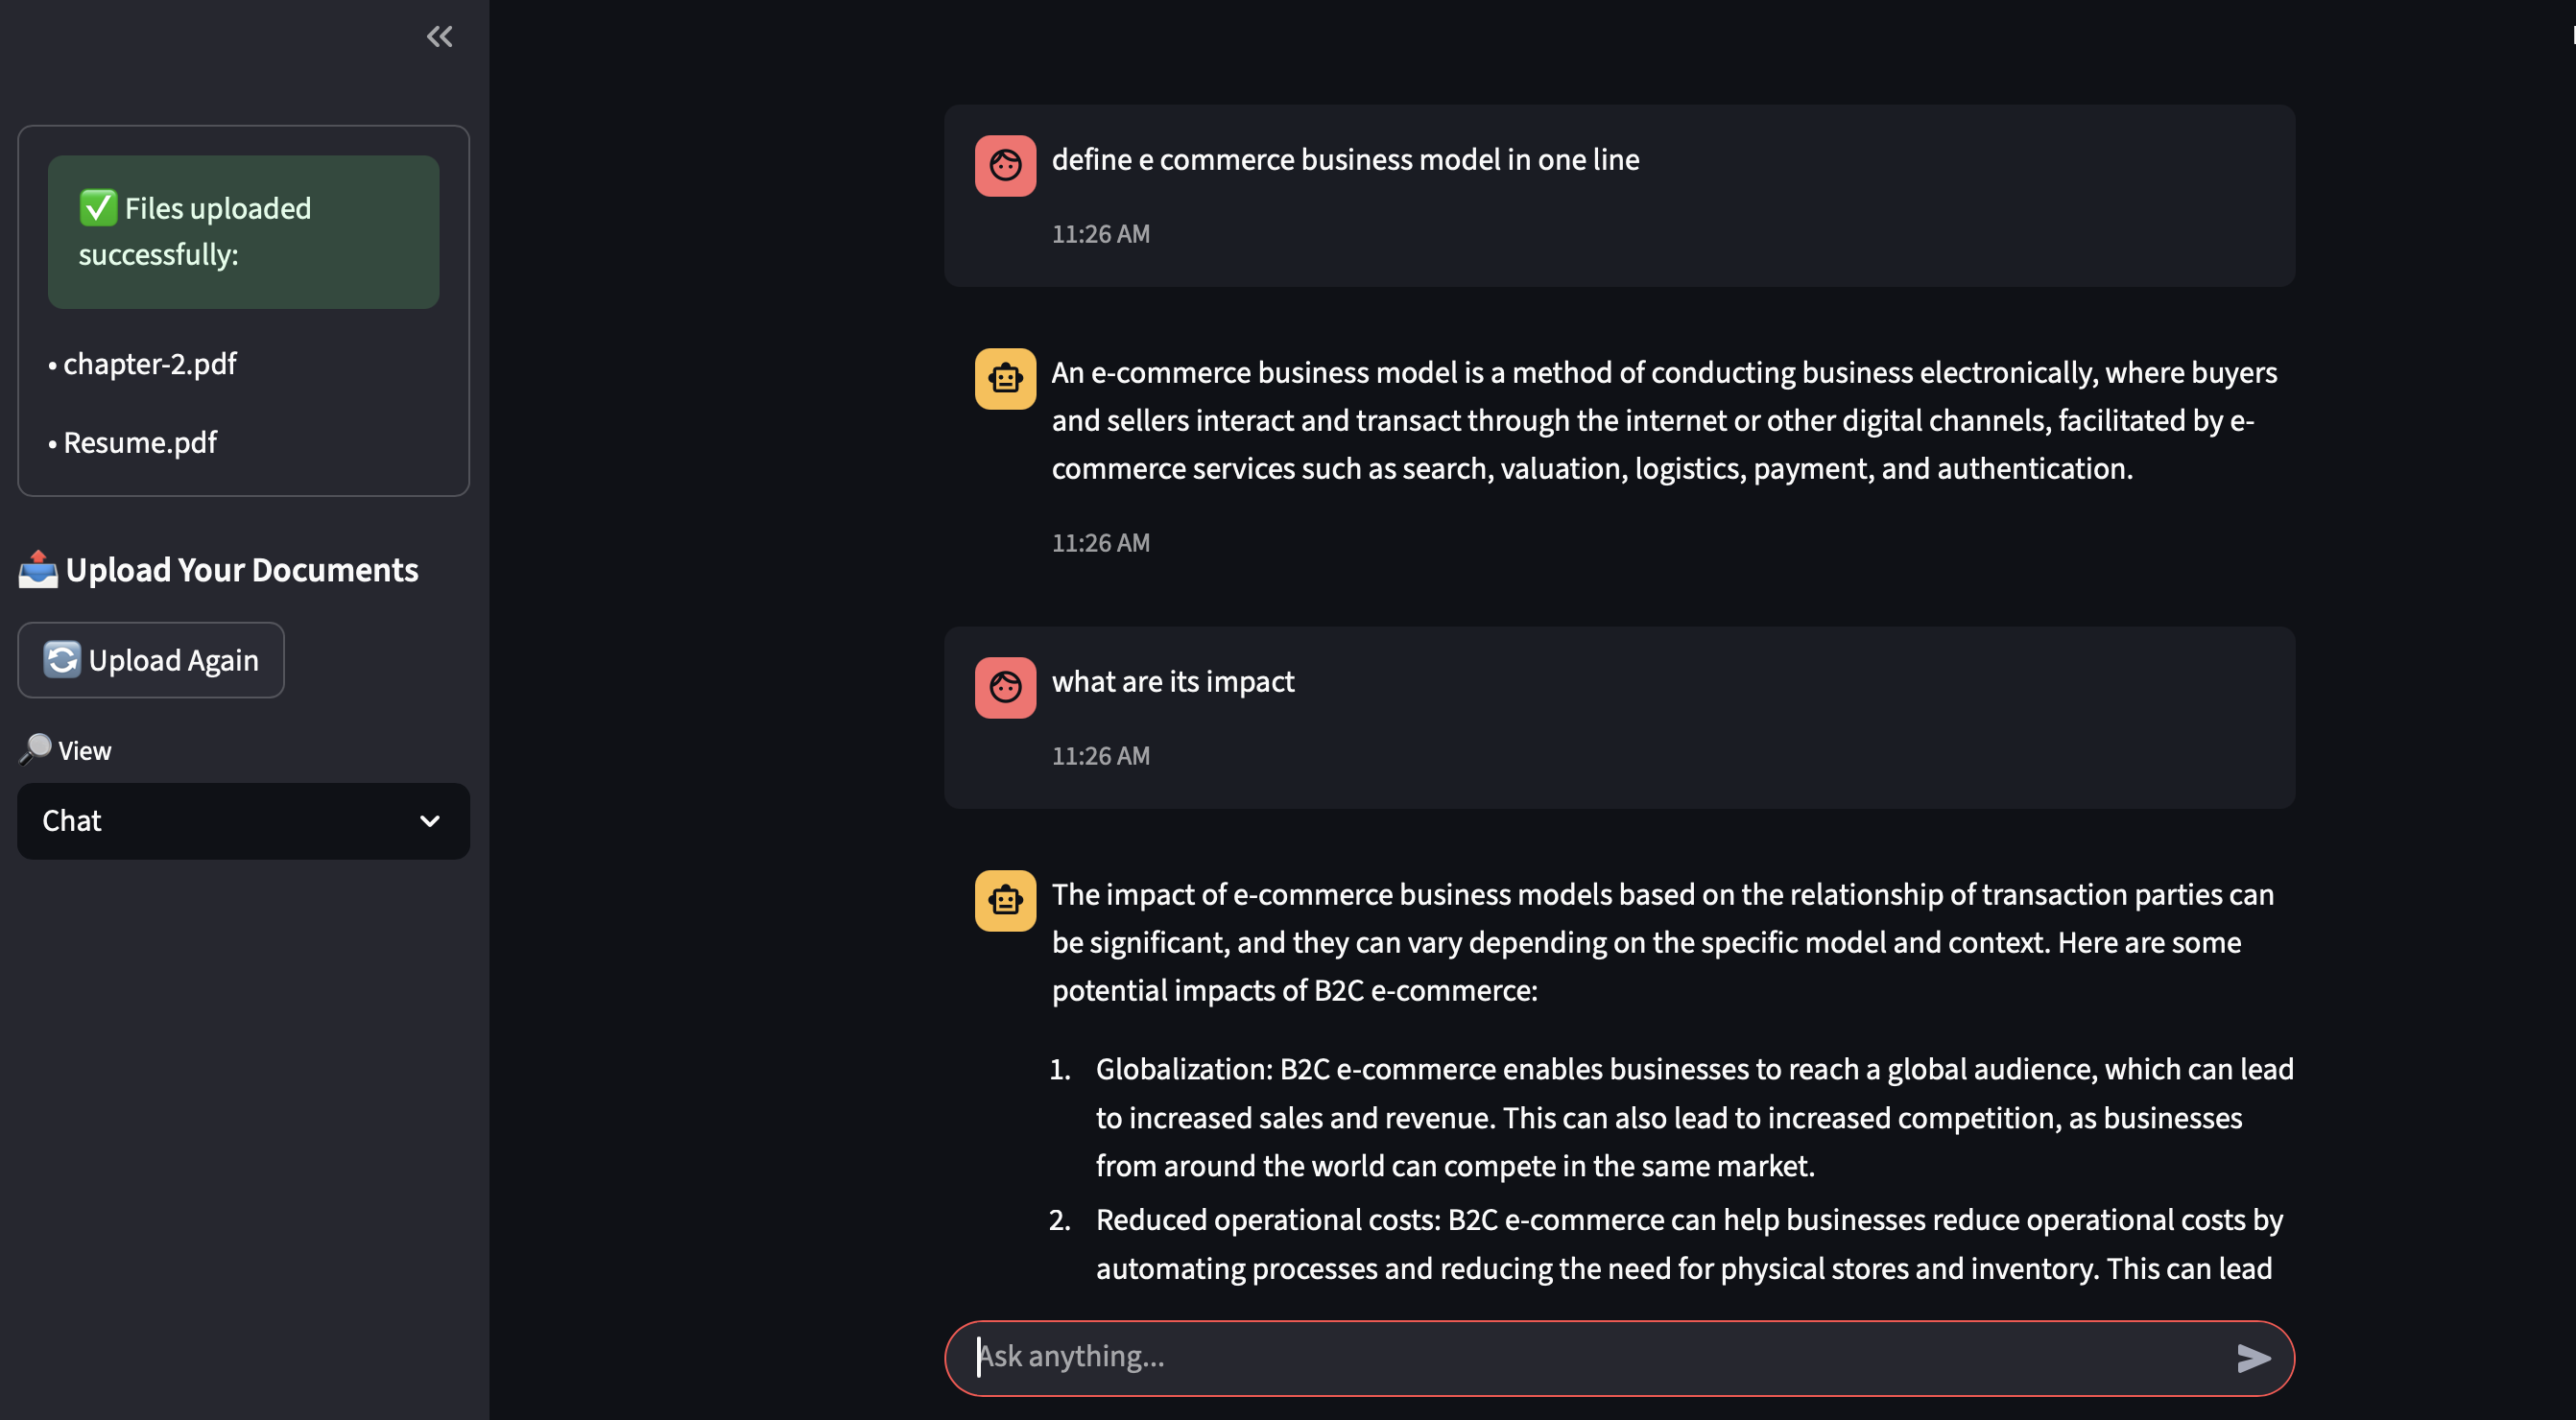 ✅ Files uploaded
successfully:
• chapter-2.pdf
• Resume.pdf
📤 Upload Your Documents
🔄 Upload Again
🔎 View
Chat
define e commerce business model in one line
11:26 AM
An e-commerce business model is a method of conducting business electronically, where buyers
and sellers interact and transact through the internet or other digital channels, facilitated by e-
commerce services such as search, valuation, logistics, payment, and authentication.
11:26 AM
what are its impact
11:26 AM
The impact of e-commerce business models based on the relationship of transaction parties can
be significant, and they can vary depending on the specific model and context. Here are some
potential impacts of B2C e-commerce:
1. Globalization: B2C e-commerce enables businesses to reach a global audience, which can lead
to increased sales and revenue. This can also lead to increased competition, as businesses
from around the world can compete in the same market.
2. Reduced operational costs: B2C e-commerce can help businesses reduce operational costs by
automating processes and reducing the need for physical stores and inventory. This can lead
Ask anything...